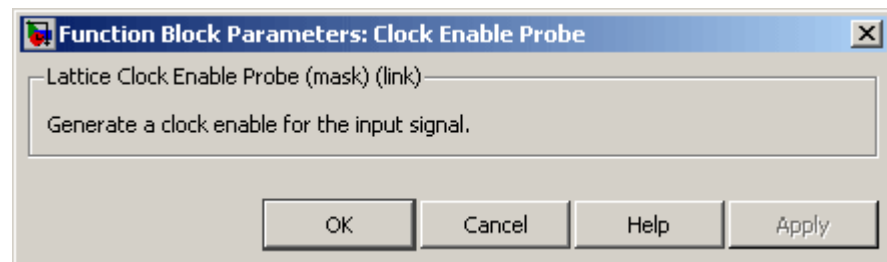 Function Block Parameters: Clock Enable Probe
Lattice Clock Enable Probe (mask) (link)
Generate a clock enable for the input signal.
OK Cancel Help Apply